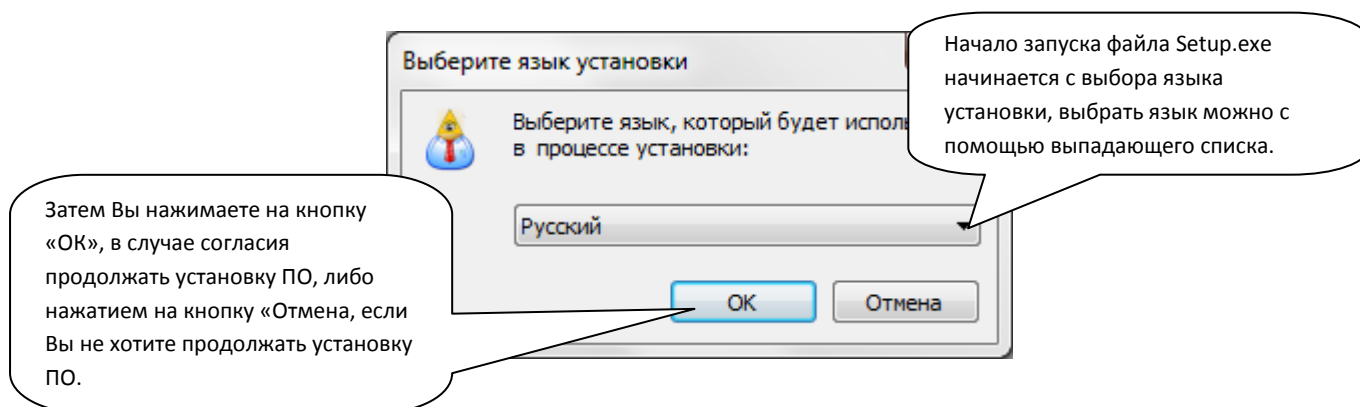 Выберите язык установки
Начало запуска файла Setup.exe
начинается с выбора языка
установки, выбрать язык можно с
помощью выпадающего списка.
Выберите язык, который будет
в процессе установки:
Русский
Затем Вы нажимаете на кнопку
«ОК», в случае согласия
продолжать установку ПО, либо
нажатием на кнопку «Отмена, если
Вы не хотите продолжать установку
ПО.
ОК
Отмена